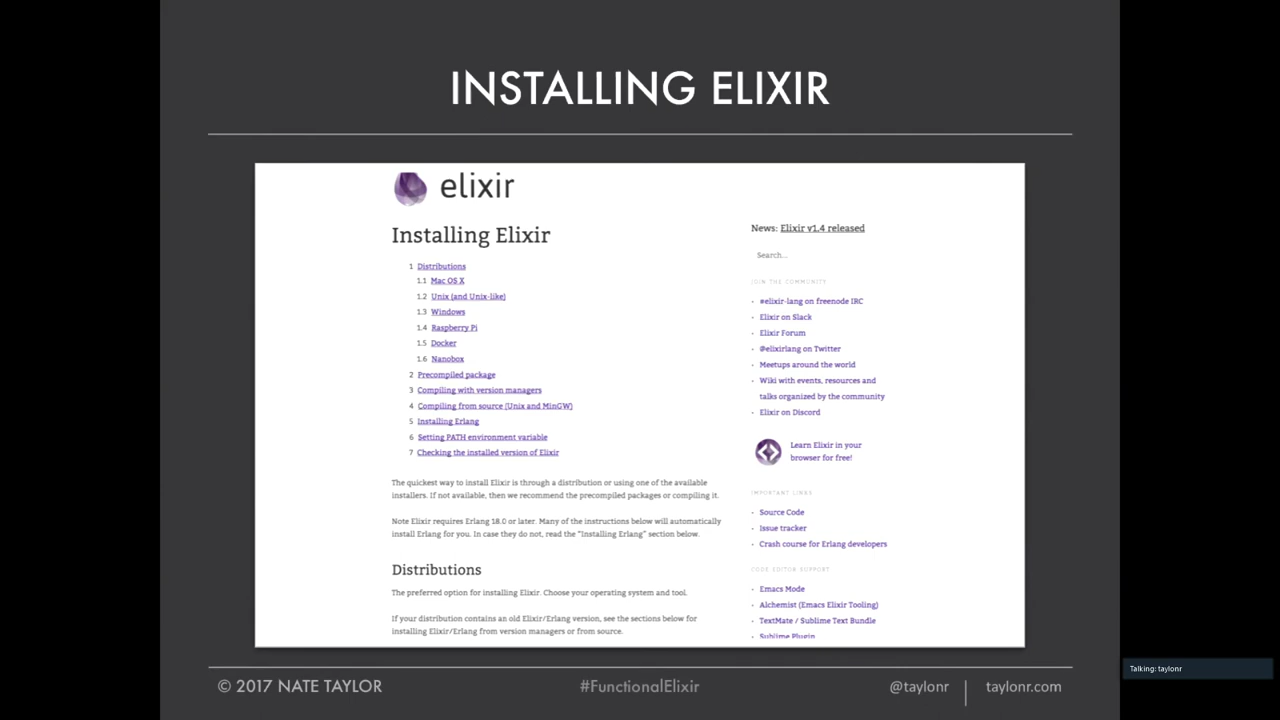 INSTALLING ELIXIR
elixir
Installing Elixir
1 Distributions
1.1 Mac OS X
1.2 Unix (and Unix-like)
1.3 Windows
1.4 Raspberry Pi
1.5 Docker
1.6 Nanobox
2 Precompiled package
3 Compiling with version managers
4 Compiling from source (Unix and MinGW)
5 Installing Erlang
6 Setting PATH environment variable
7 Checking the installed version of Elixir
The quickest way to install Elixir is through a distribution or using one of the available
installers. If not available, then we recommend the precompiled packages or compiling it.
Note Elixir requires Erlang 18.0 or later. Many of the instructions below will automatically
install Erlang for you. In case they do not, read the "Installing Erlang" section below.
Distributions
The preferred option for installing Elixir. Choose your operating system and tool.
If your distribution contains an old Elixir/Erlang version, see the sections below for
installing Elixir/Erlang from version managers or from source.
News: Elixir v1.4 released
Search...
JOIN THE COMMUNITY
• #elixir-lang on freenode IRC
• Elixir on Slack
• Elixir Forum
• @elixirlang on Twitter
• Meetups around the world
• Wiki with events, resources and
talks organized by the community
• Elixir on Discord
Learn Elixir in your
browser for free!
IMPORTANT LINKS
• Source Code
• Issue tracker
• Crash course for Erlang developers
CODE EDITOR SUPPORT
• Emacs Mode
• Alchemist (Emacs Elixir Tooling)
• TextMate / Sublime Text Bundle
• Sublime Plugin
© 2017 NATE TAYLOR
#FunctionalElixir
@taylonr
taylonr.com
Talking: taylonr